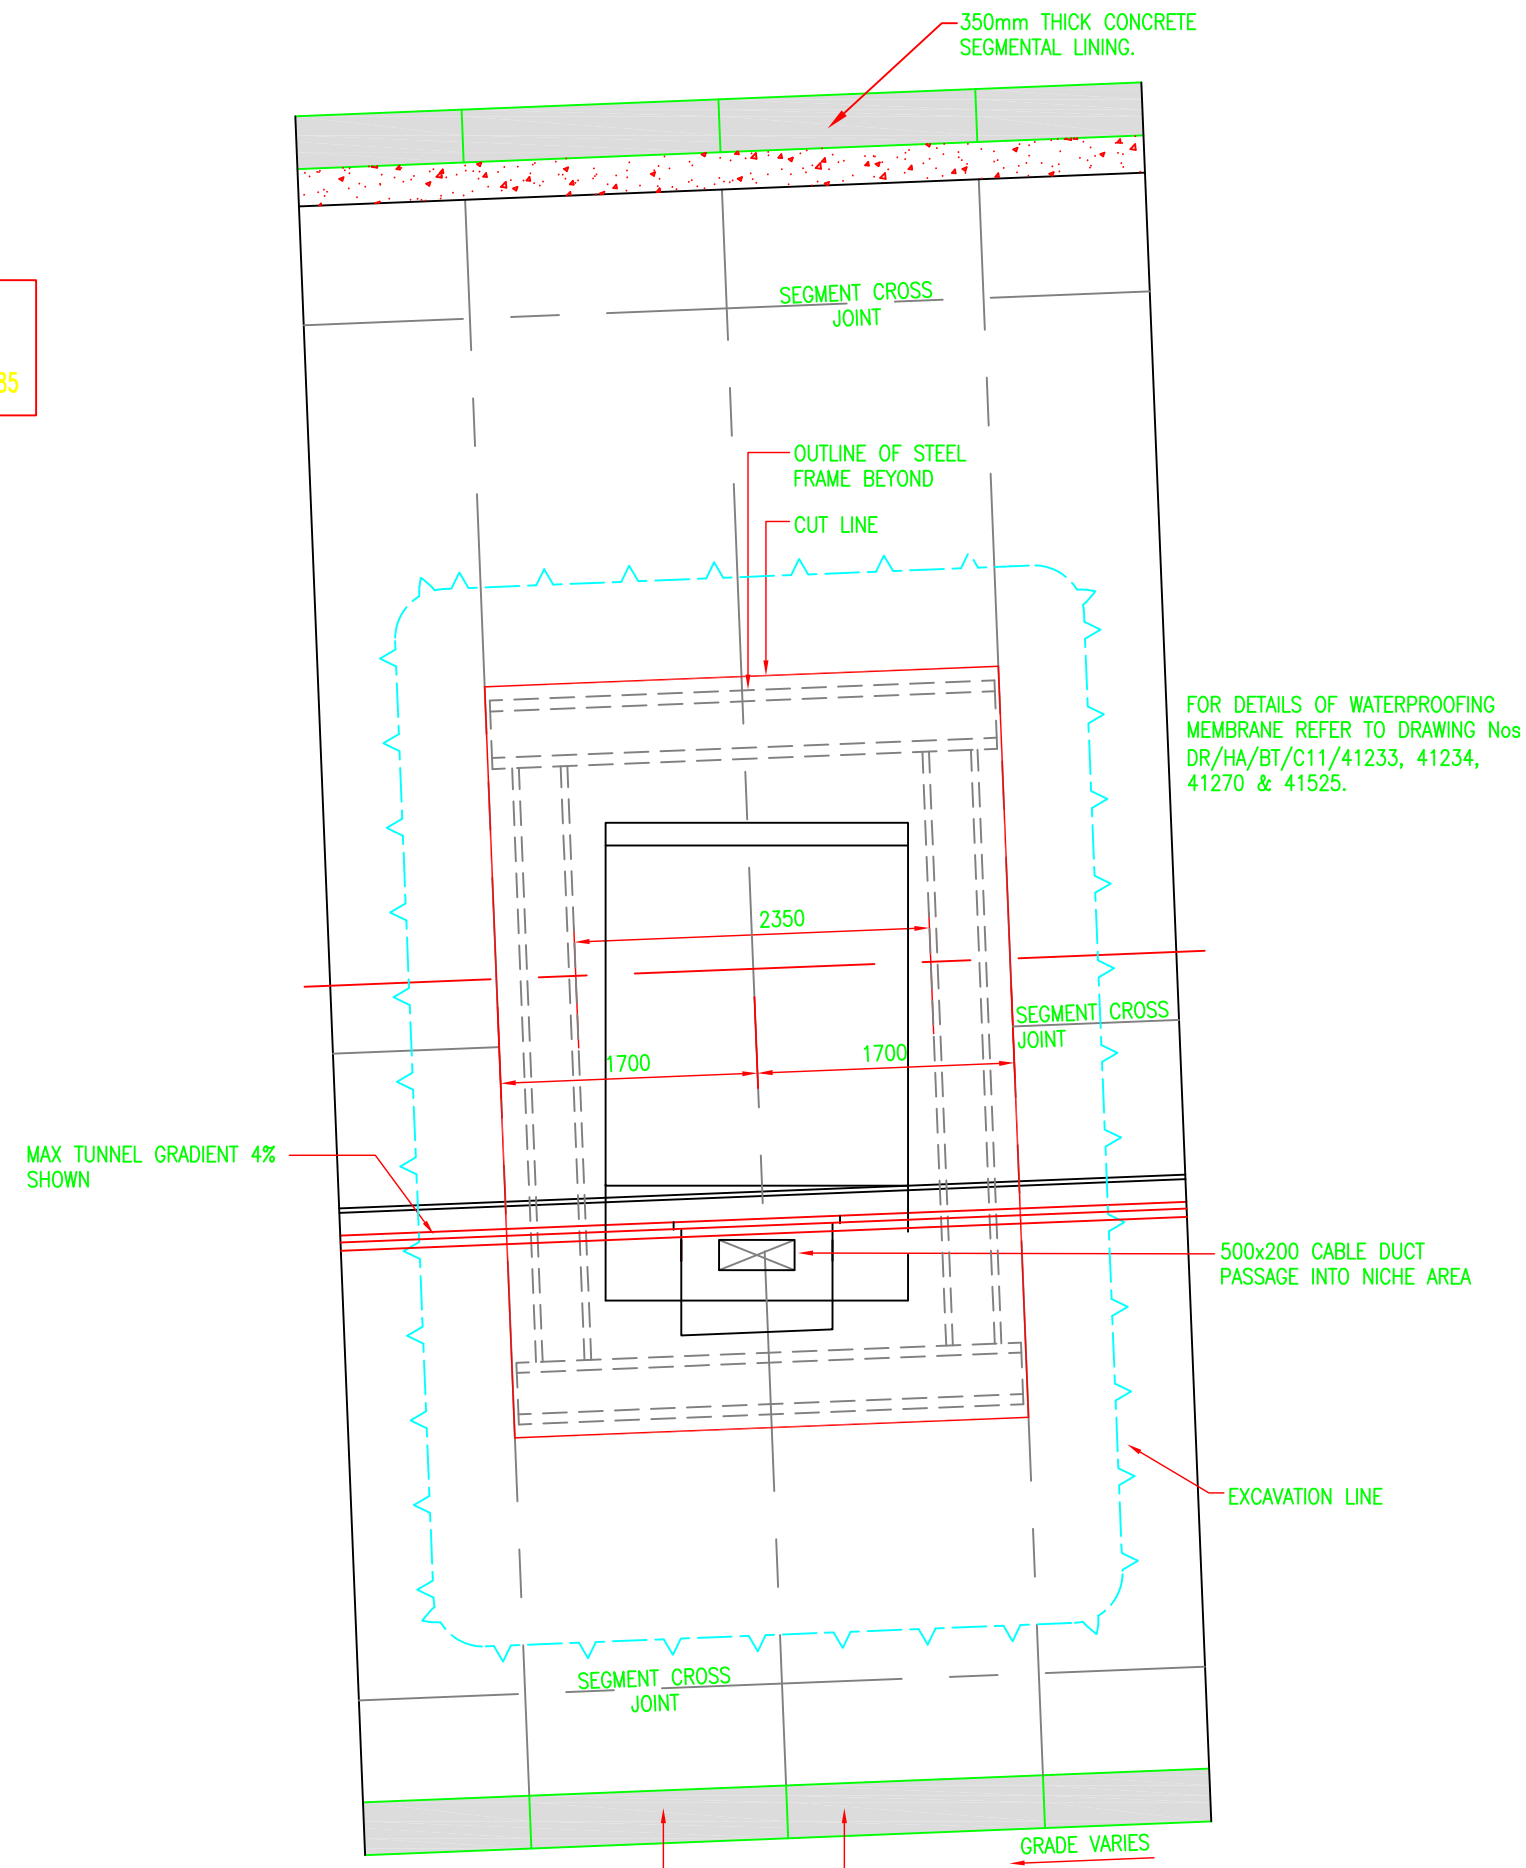 350mm THICK CONCRETE
SEGMENTAL LINING.
SEGMENT CROSS
JOINT
35
OUTLINE OF STEEL
FRAME BEYOND
CUT LINE
FOR DETAILS OF WATERPROOFING
MEMBRANE REFER TO DRAWING Nos
DR/HA/BT/C11/41233, 41234,
41270 & 41525.
2350
SEGMENT CROSS
JOINT
1700
1700
MAX TUNNEL GRADIENT 4%
SHOWN
500x200 CABLE DUCT
PASSAGE INTO NICHE AREA
EXCAVATION LINE
SEGMENT CROSS
JOINT
GRADE VARIES